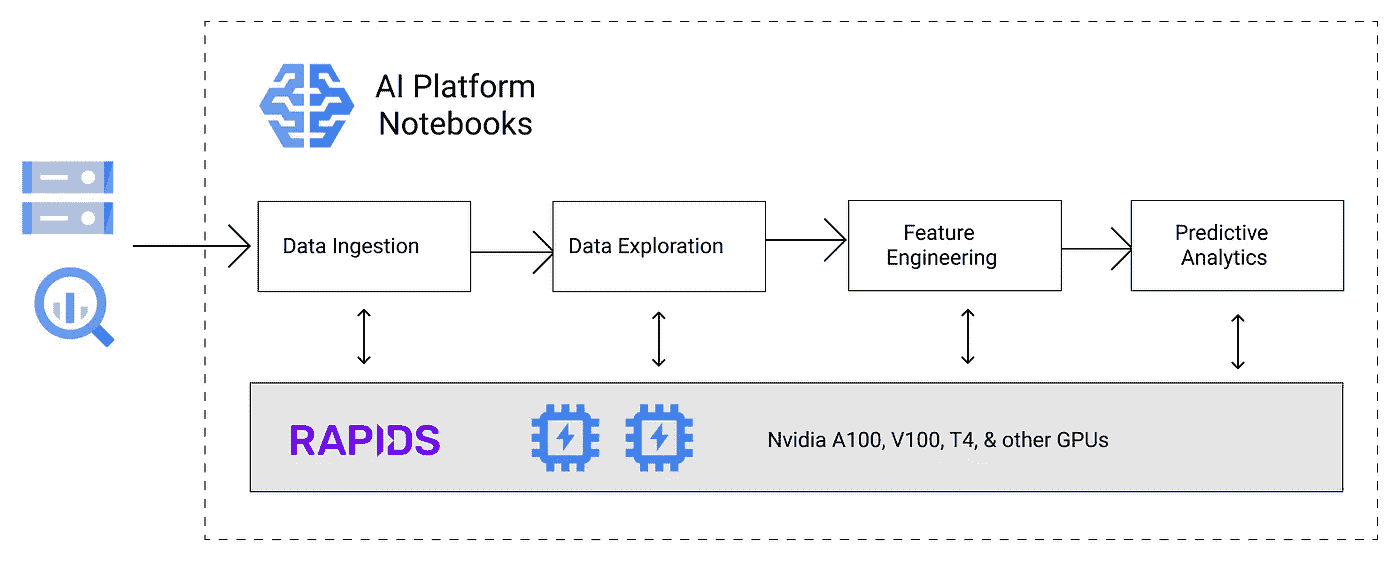 AI Platform
Notebooks
Data Ingestion
Data Exploration
Feature
Engineering
Predictive
Analytics
RAPIDS
Nvidia A100, V100, T4, & other GPUs